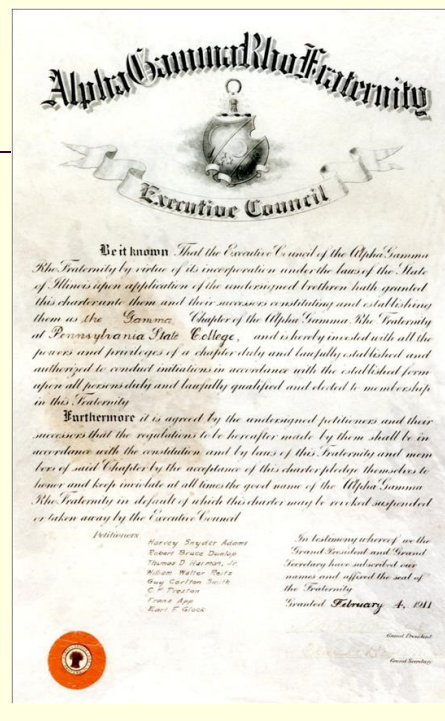 Alpha Gamma Rho Fraternity
Executive Council
Be it known That the Executive Council of the Alpha Gamma
Rho Fraternity by virtue of its incorporation under the laws of the State
of Illinois upon application of the undersigned brethren hath granted
this charter unto them and their successors constituting and establishing
them as the Gamma Chapter of the Alpha Gamma Rho Fraternity
at Pennsylvania State College, and is hereby invested with all the
powers and privileges of a chapter duly and lawfully established and
authorized to conduct initiations in accordance with the established form
upon all persons duly and lawfully qualified and elected to membership
in this Fraternity
Furthermore it is agreed by the undersigned petitioners and their
successors that the regulations to be hereafter made by them shall be in
accordance with the constitution and by laws of this Fraternity and mem
bers of said Chapter by the acceptance of this charter pledge themselves to
honor and keep inviolate at all times the good name of the Alpha Gamma
Rho Fraternity in default of which this charter may be revoked suspended
or taken away by the Executive Council
Petitioners
Harvey Snyder Adams
Robert Bruce Dunlap
Thomas D Harman, Jr
William Walter Reitz
Guy Carlton Smith
C P Preston
Franz App
Karl F Glock
In testimony whereof we the
Grand President and Grand
Secretary have subscribed our
names and affixed the seal of
the Fraternity
Granted February 4, 1911
Grand President
Grand Secretary